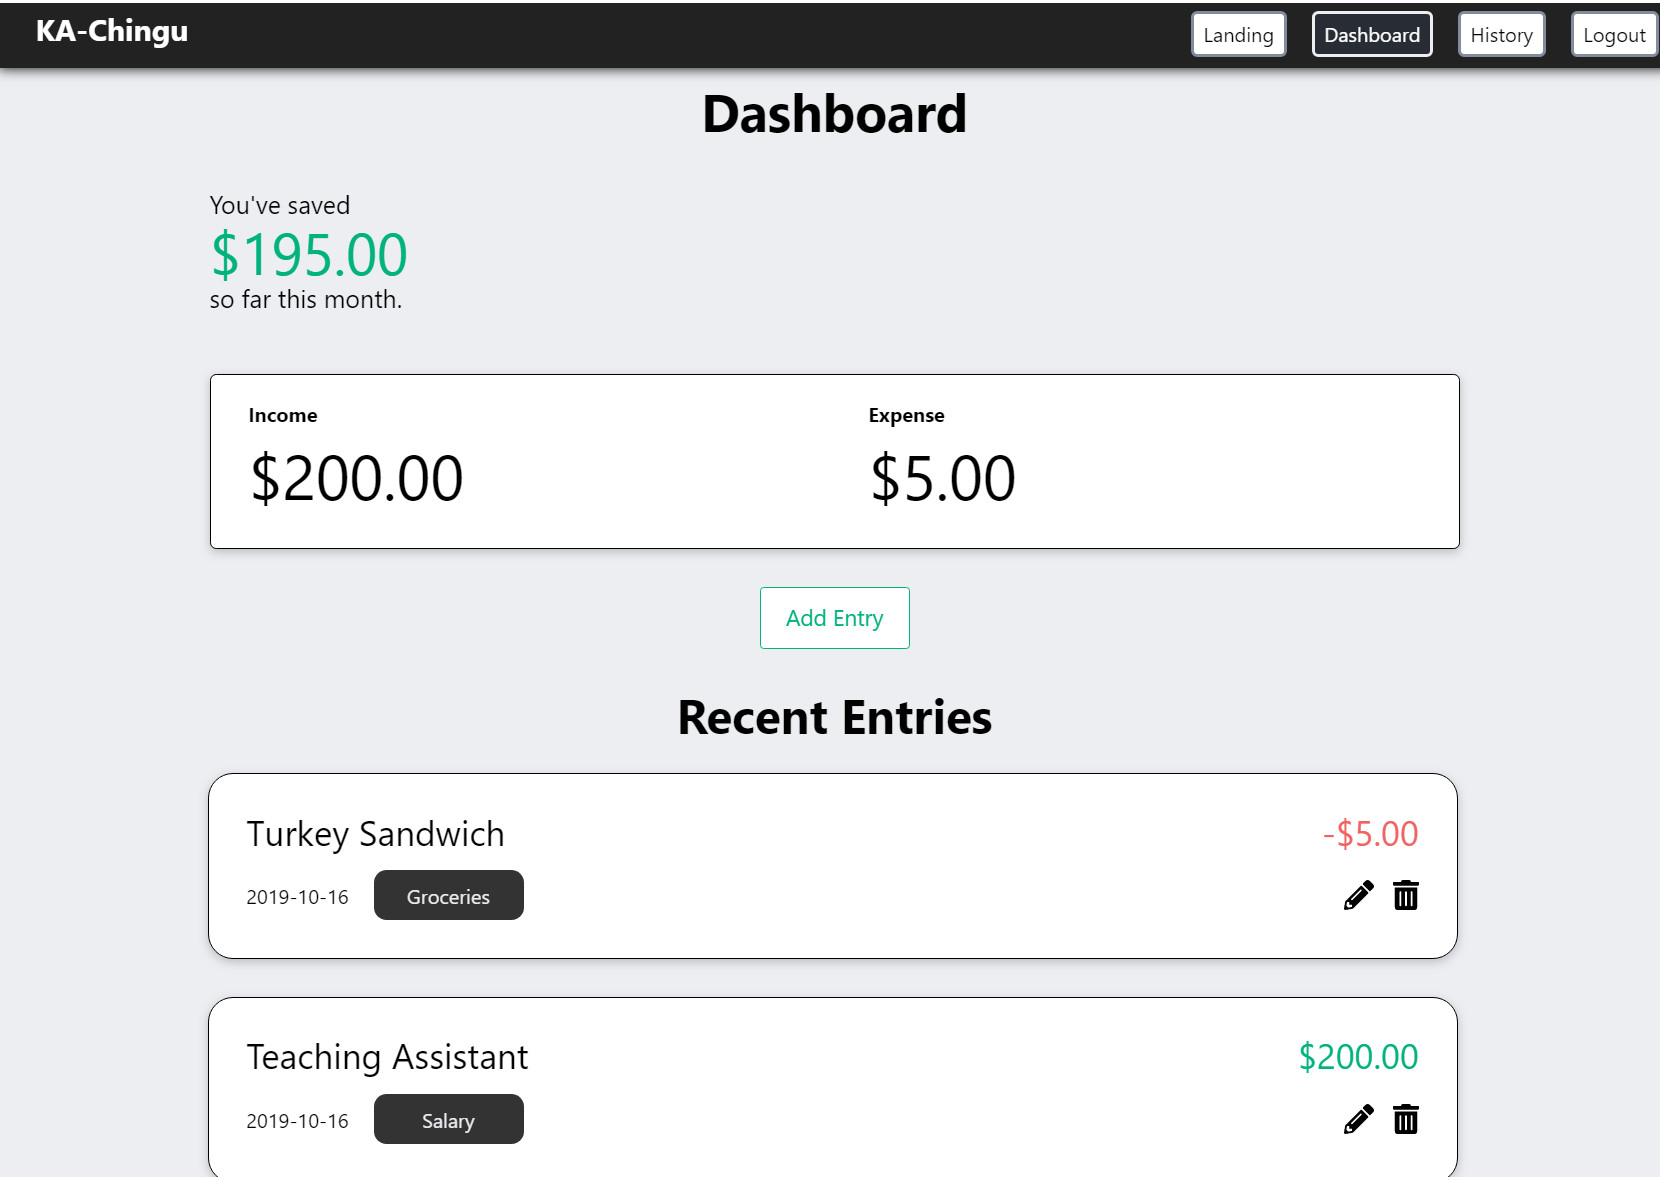 KA-Chingu Landing Dashboard History Logout
Dashboard
You've saved
$195.00
so far this month.
Income Expense
$200.00 $5.00
Add Entry
Recent Entries
Turkey Sandwich -$5.00
2019-10-16 Groceries
Teaching Assistant $200.00
2019-10-16 Salary